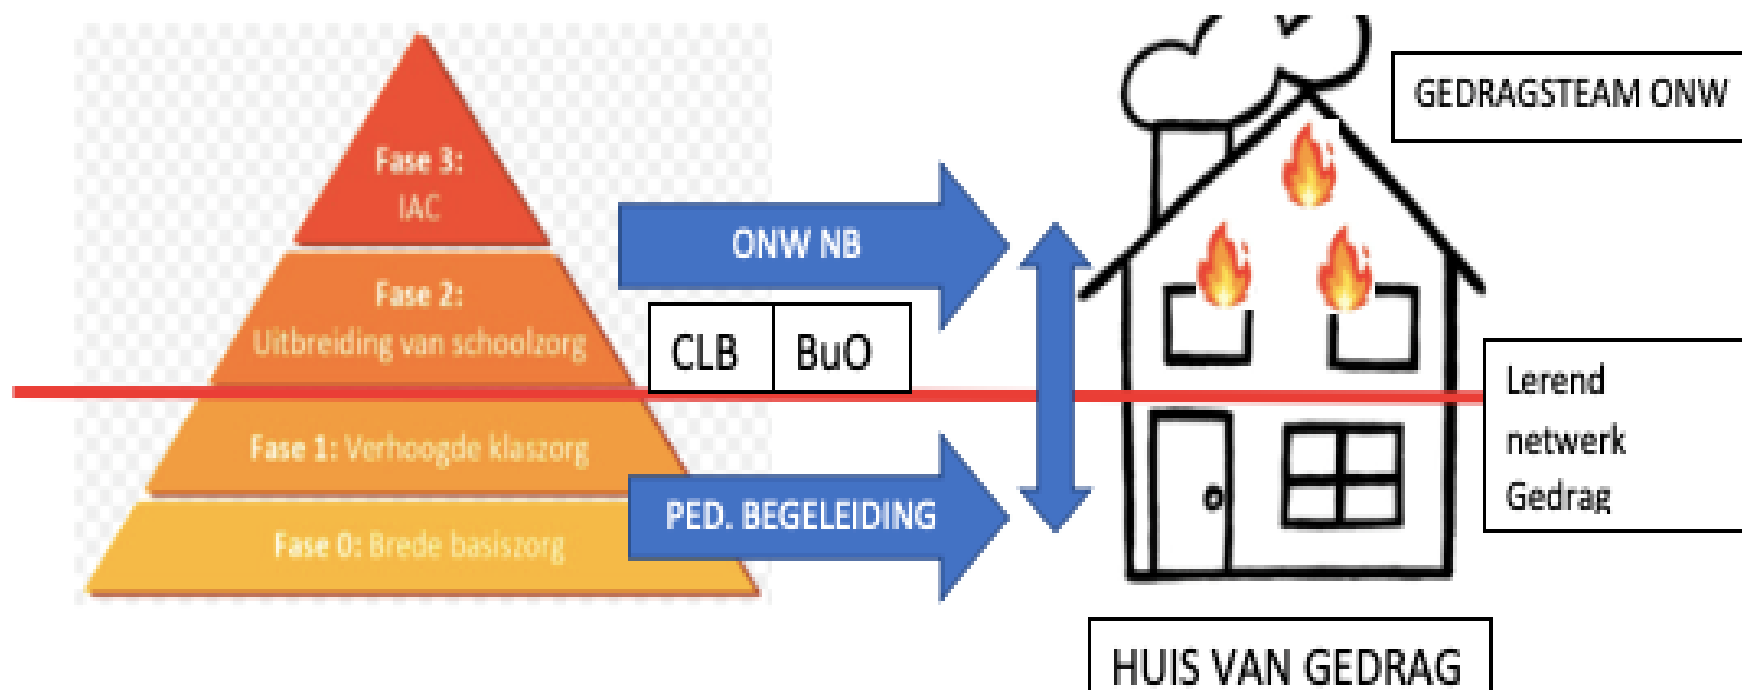 Fase 3:
IAC
Fase 2:
Uitbreiding van schoolzorg
Fase 1: Verhoogde klaszorg
Fase 0: Brede basiszorg
ONW NB
CLB
BuO
PED. BEGELEIDING
GEDRAGSTEAM ONW
Lerend
netwerk
Gedrag
HUIS VAN GEDRAG